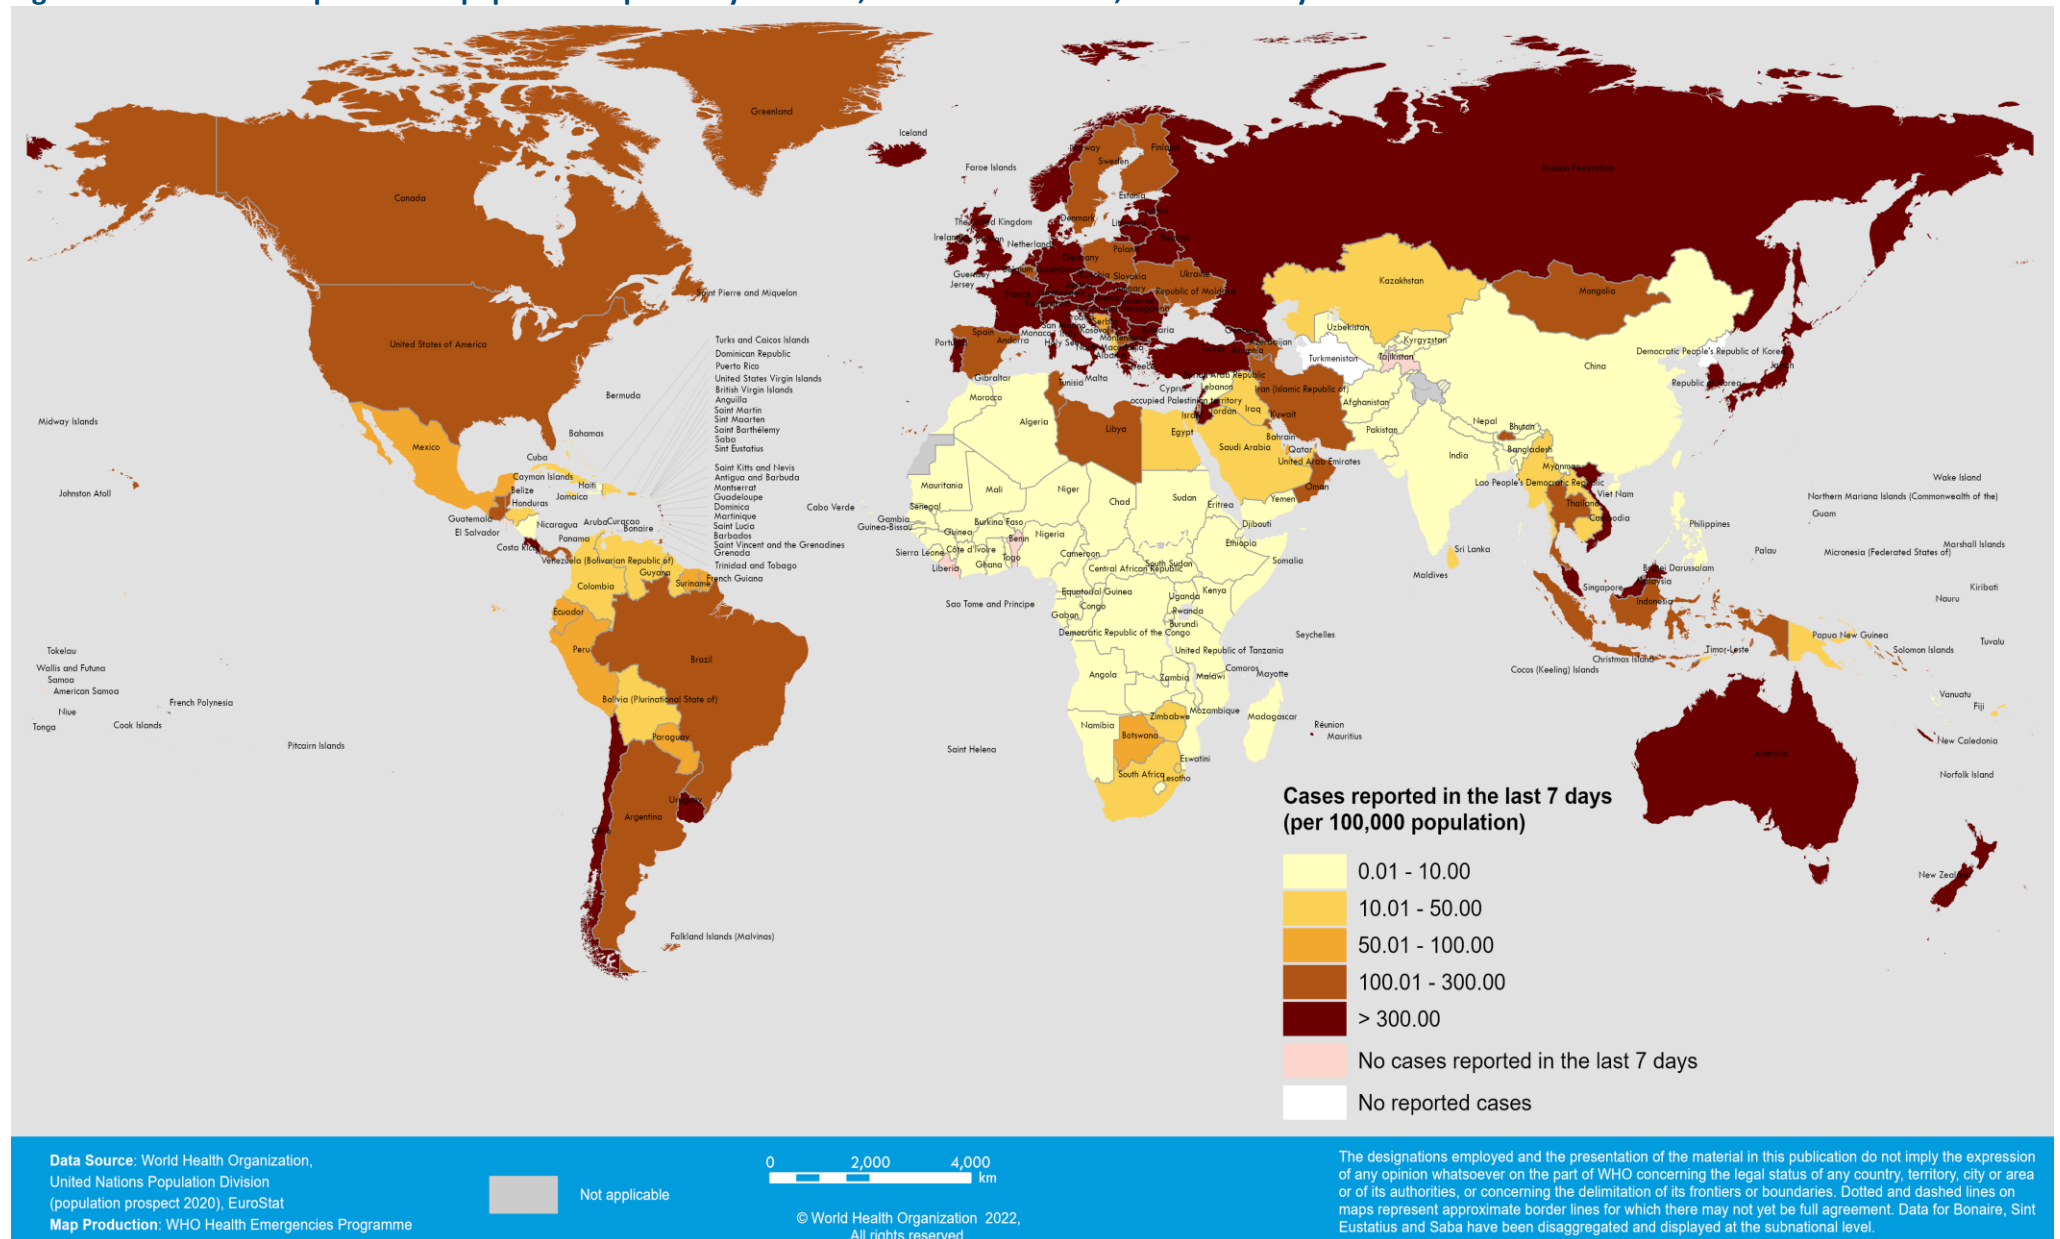 Greenland
Iceland
Faroe Islands
Canada
Russian Federation
Norway
Sweden
Finland
Estonia
Denmark
The United Kingdom
Ireland
Netherlands
Poland
Germany
Guernsey
Jersey
Slovakia
Ukraine
Republic of Moldova
Kazakhstan
Mongolia
Saint Pierre and Miquelon
France
United States of America
Spain
Andorra
Portugal
Monaco
Holy See
Albania
Uzbekistan
Kyrgyzstan
Turkmenistan
Tajikistan
Democratic People's Republic of Korea
China
Republic of Korea
Turks and Caicos Islands
Dominican Republic
Puerto Rico
United States Virgin Islands
British Virgin Islands
Anguilla
Saint Martin
Sint Maarten
Saint Barthélemy
Saba
Sint Eustatius
Saint Kitts and Nevis
Antigua and Barbuda
Montserrat
Guadeloupe
Dominica
Martinique
Saint Lucia
Barbados
Saint Vincent and the Grenadines
Grenada
Trinidad and Tobago
French Guiana
Bermuda
Bahamas
Gibraltar
Malta
Tunisia
Cyprus
Lebanon
occupied Palestinian territory
Jordan
Iraq
Iran (Islamic Republic of)
Kuwait
Afghanistan
Morocco
Algeria
Libya
Egypt
Saudi Arabia
Bahrain
Qatar
United Arab Emirates
Oman
Pakistan
Nepal
Bhutan
India
Bangladesh
Myanmar
Lao People's Democratic Republic
Viet Nam
Thailand
Cambodia
Midway Islands
Johnston Atoll
Mexico
Cuba
Cayman Islands
Belize
Haiti
Jamaica
Honduras
Guatemala
El Salvador
Nicaragua
Aruba
Curacao
Bonaire
Panama
Costa Rica
Venezuela (Bolivarian Republic of)
Guyana
Suriname
Colombia
Ecuador
Cabo Verde
Mauritania
Mali
Niger
Chad
Sudan
Eritrea
Yemen
Senegal
Gambia
Guinea-Bissau
Burkina Faso
Guinea
Benin
Nigeria
Djibouti
Ethiopia
Sierra Leone
Côte d'Ivoire
Ghana
Togo
Liberia
Cameroon
Central African Republic
South Sudan
Somalia
Equatorial Guinea
Uganda
Kenya
Sao Tome and Principe
Gabon
Congo
Rwanda
Burundi
Democratic Republic of the Congo
United Republic of Tanzania
Seychelles
Sri Lanka
Maldives
Philippines
Wake Island
Northern Mariana Islands (Commonwealth of the)
Guam
Palau
Micronesia (Federated States of)
Marshall Islands
Brunei Darussalam
Malaysia
Singapore
Indonesia
Kiribati
Nauru
Papua New Guinea
Solomon Islands
Tuvalu
Timor-Leste
Christmas Island
Cocos (Keeling) Islands
Peru
Brazil
Bolivia (Plurinational State of)
Paraguay
Uruguay
Argentina
Falkland Islands (Malvinas)
Tokelau
Wallis and Futuna
Samoa
American Samoa
Niue
Tonga
Cook Islands
French Polynesia
Pitcairn Islands
Angola
Zambia
Malawi
Comoros
Mayotte
Mozambique
Zimbabwe
Madagascar
Namibia
Botswana
Réunion
Mauritius
Saint Helena
Eswatini
South Africa
Lesotho
Vanuatu
Fiji
New Caledonia
Australia
Norfolk Island
New Zealand
Cases reported in the last 7 days
(per 100,000 population)
0.01 - 10.00
10.01 - 50.00
50.01 - 100.00
100.01 - 300.00
> 300.00
No cases reported in the last 7 days
No reported cases
Data Source: World Health Organization,
United Nations Population Division
(population prospect 2020), EuroStat
Map Production: WHO Health Emergencies Programme
Not applicable
0 2,000 4,000
km
© World Health Organization 2022,
All rights reserved
The designations employed and the presentation of the material in this publication do not imply the expression
of any opinion whatsoever on the part of WHO concerning the legal status of any country, territory, city or area
or of its authorities, or concerning the delimitation of its frontiers or boundaries. Dotted and dashed lines on
maps represent approximate border lines for which there may not yet be full agreement. Data for Bonaire, Sint
Eustatius and Saba have been disaggregated and displayed at the subnational level.